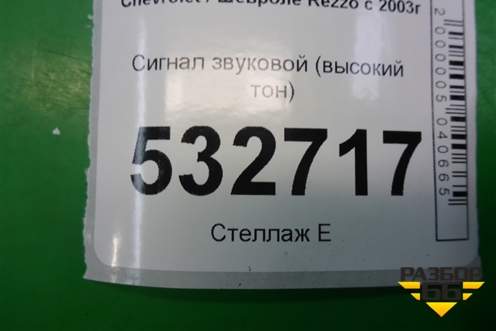 Chevrolet / Шевроле Rezzo с 2003г
Сигнал звуковой (высокий
тон)
532717
Стеллаж Е
2000005040665
РАЗБОР
66